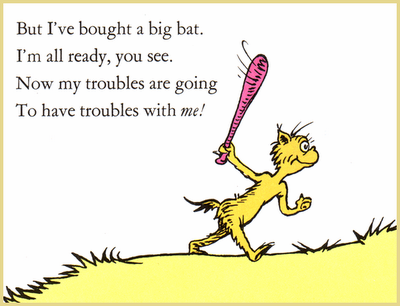 But I've bought a big bat.
I'm all ready, you see.
Now my troubles are going
To have troubles with me!